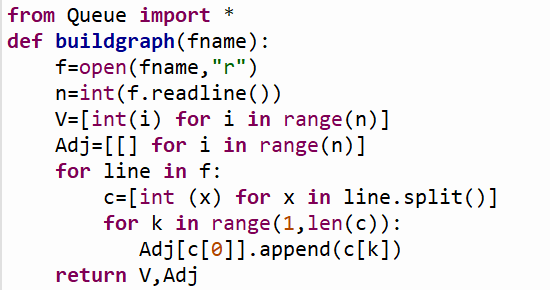 from Queue import *
def buildgraph(fname):
    f=open(fname,"r")
    n=int(f.readline())
    V=[int(i) for i in range(n)]
    Adj=[[] for i in range(n)]
    for line in f:
        c=[int (x) for x in line.split()]
        for k in range(1,len(c)):
           Adj[c[0]].append(c[k])
    return V,Adj